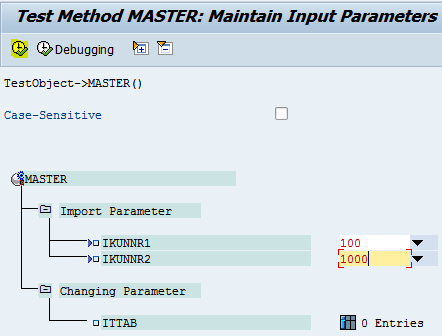 Test Method MASTER: Maintain Input Parameters
Debugging
TestObject->MASTER()
Case-Sensitive
MASTER
Import Parameter
IKUNNR1 100
IKUNNR2 1000
Changing Parameter
ITTAB 0 Entries